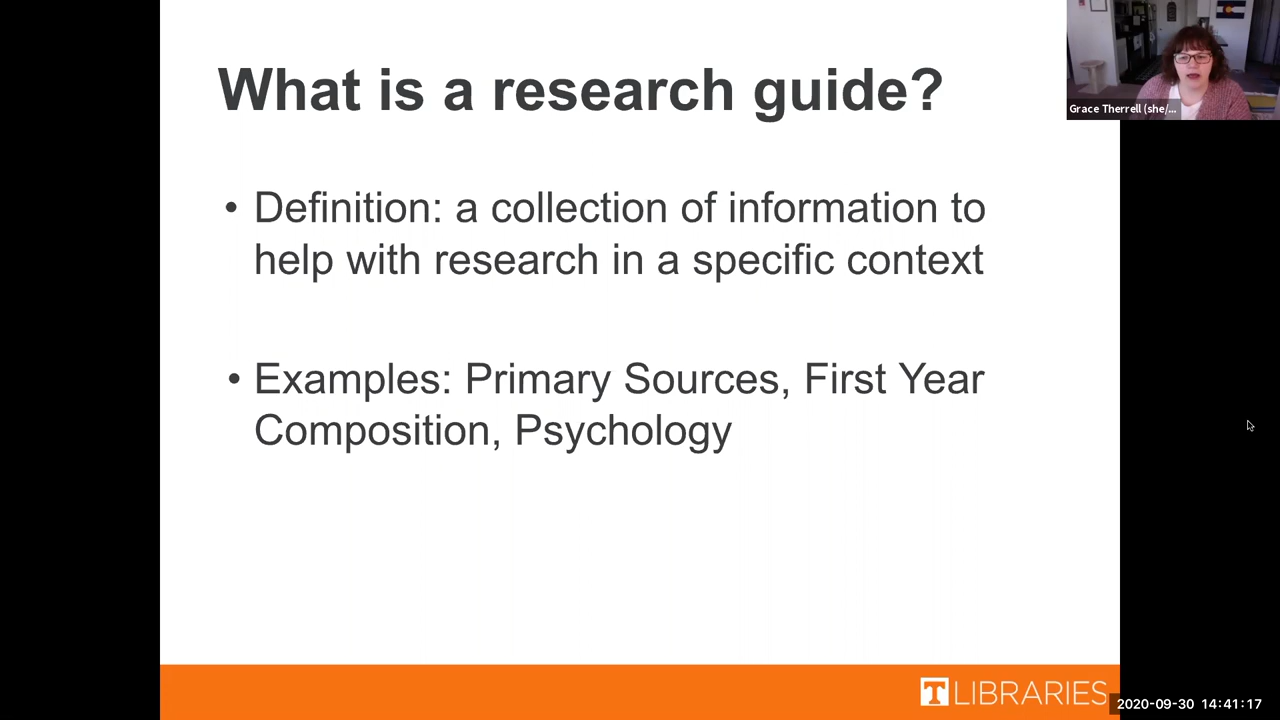 What is a research guide?
Grace Therrell (she/...
• Definition: a collection of information to
help with research in a specific context
• Examples: Primary Sources, First Year
Composition, Psychology
T LIBRARIES
2020-09-30 14:41:17